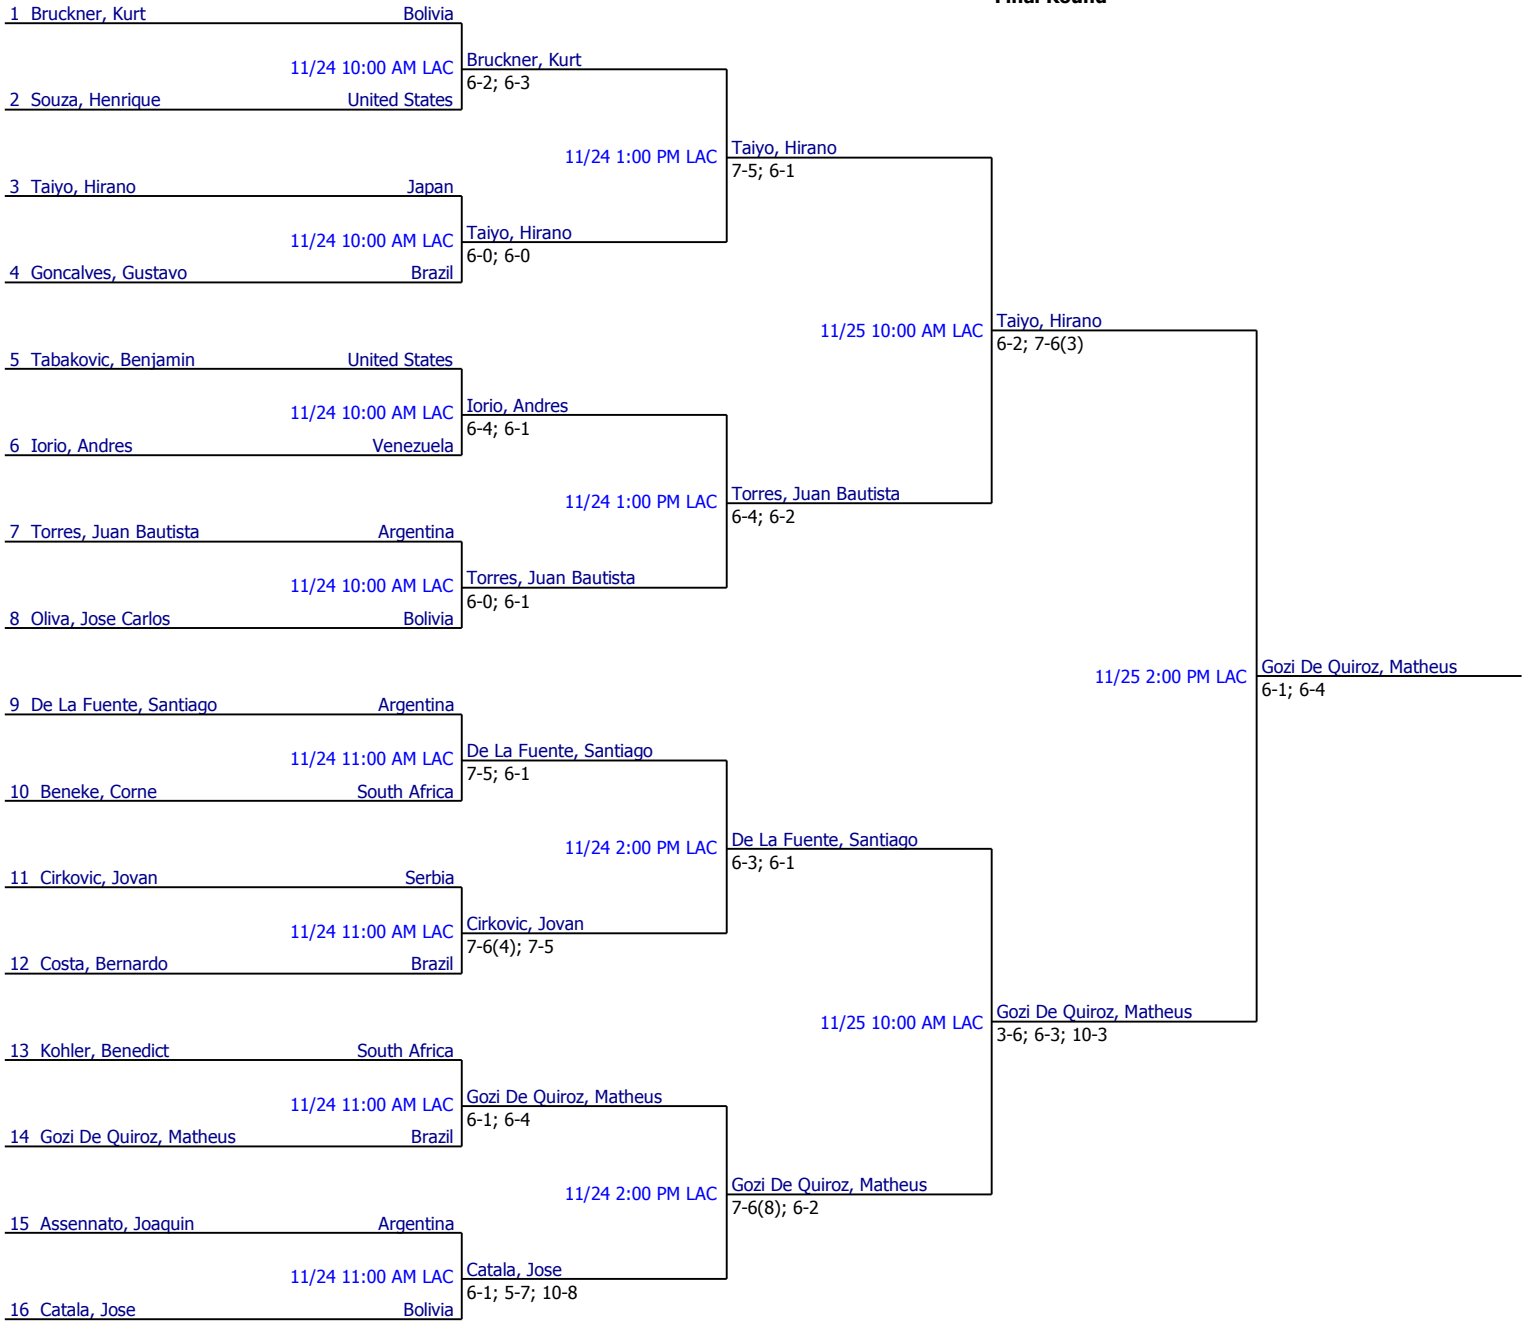 Final Round
1 Bruckner, Kurt Bolivia
11/24 10:00 AM LAC Bruckner, Kurt
6-2; 6-3
2 Souza, Henrique United States
11/24 1:00 PM LAC Taiyo, Hirano
7-5; 6-1
3 Taiyo, Hirano Japan
11/24 10:00 AM LAC Taiyo, Hirano
6-0; 6-0
4 Goncalves, Gustavo Brazil
11/25 10:00 AM LAC Taiyo, Hirano
6-2; 7-6(3)
5 Tabakovic, Benjamin United States
11/24 10:00 AM LAC Iorio, Andres
6-4; 6-1
6 Iorio, Andres Venezuela
11/24 1:00 PM LAC Torres, Juan Bautista
6-4; 6-2
7 Torres, Juan Bautista Argentina
11/24 10:00 AM LAC Torres, Juan Bautista
6-0; 6-1
8 Oliva, Jose Carlos Bolivia
11/25 2:00 PM LAC Gozi De Quiroz, Matheus
6-1; 6-4
9 De La Fuente, Santiago Argentina
11/24 11:00 AM LAC De La Fuente, Santiago
7-5; 6-1
10 Beneke, Corne South Africa
11/24 2:00 PM LAC De La Fuente, Santiago
6-3; 6-1
11 Cirkovic, Jovan Serbia
11/24 11:00 AM LAC Cirkovic, Jovan
7-6(4); 7-5
12 Costa, Bernardo Brazil
11/25 10:00 AM LAC Gozi De Quiroz, Matheus
3-6; 6-3; 10-3
13 Kohler, Benedict South Africa
11/24 11:00 AM LAC Gozi De Quiroz, Matheus
6-1; 6-4
14 Gozi De Quiroz, Matheus Brazil
11/24 2:00 PM LAC Gozi De Quiroz, Matheus
7-6(8); 6-2
15 Assennato, Joaquin Argentina
11/24 11:00 AM LAC Catala, Jose
6-1; 5-7; 10-8
16 Catala, Jose Bolivia